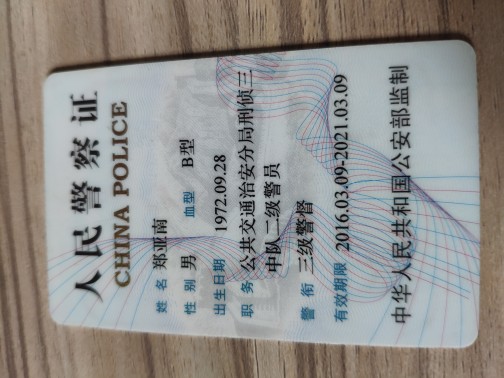 人民警察证
CHINA POLICE
姓 名 郑亚南
性 别 男 血型 B型
出生日期 1972.09.28
职 务 公共交通治安分局刑侦三
中队二级警员
警 衔 三级警督
有效期限 2016.03.09-2021.03.09
中华人民共和国公安部监制